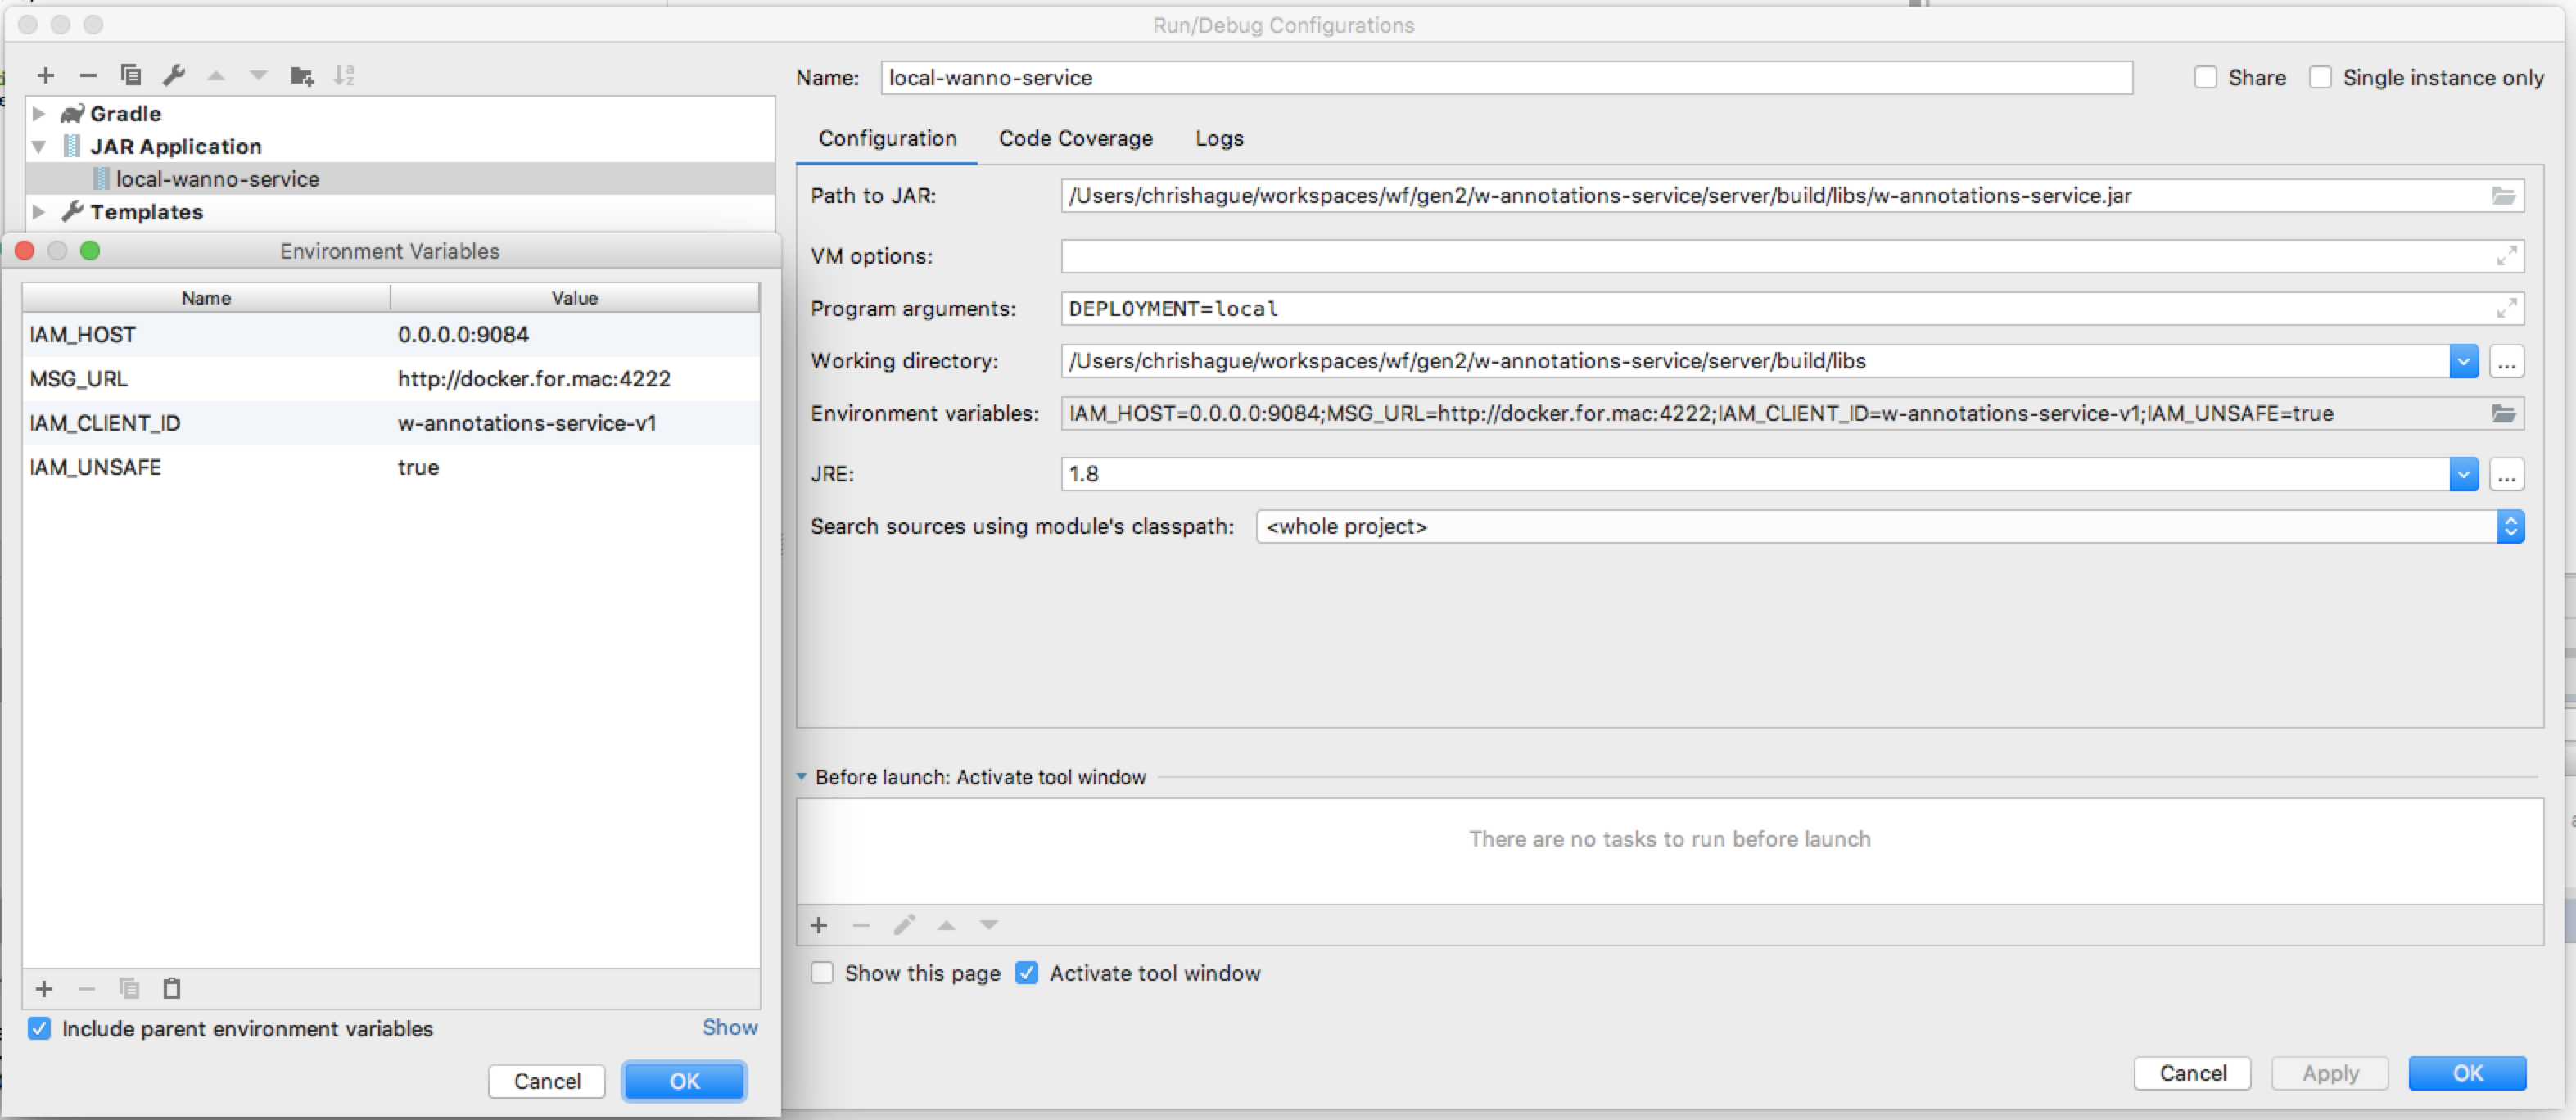 Run/Debug Configurations
Gradle
JAR Application
local-wanno-service
Templates
Environment Variables
Name Value
IAM_HOST 0.0.0.0:9084
MSG_URL http://docker.for.mac:4222
IAM_CLIENT_ID w-annotations-service-v1
IAM_UNSAFE true
Include parent environment variables Show
Cancel OK
Name: local-wanno-service Share Single instance only
Configuration Code Coverage Logs
Path to JAR: /Users/chrishague/workspaces/wf/gen2/w-annotations-service/server/build/libs/w-annotations-service.jar
VM options:
Program arguments: DEPLOYMENT=local
Working directory: /Users/chrishague/workspaces/wf/gen2/w-annotations-service/server/build/libs ...
Environment variables: IAM_HOST=0.0.0.0:9084;MSG_URL=http://docker.for.mac:4222;IAM_CLIENT_ID=w-annotations-service-v1;IAM_UNSAFE=true
JRE: 1.8 ...
Search sources using module's classpath: <whole project>
Before launch: Activate tool window
There are no tasks to run before launch
Show this page Activate tool window
Cancel Apply OK